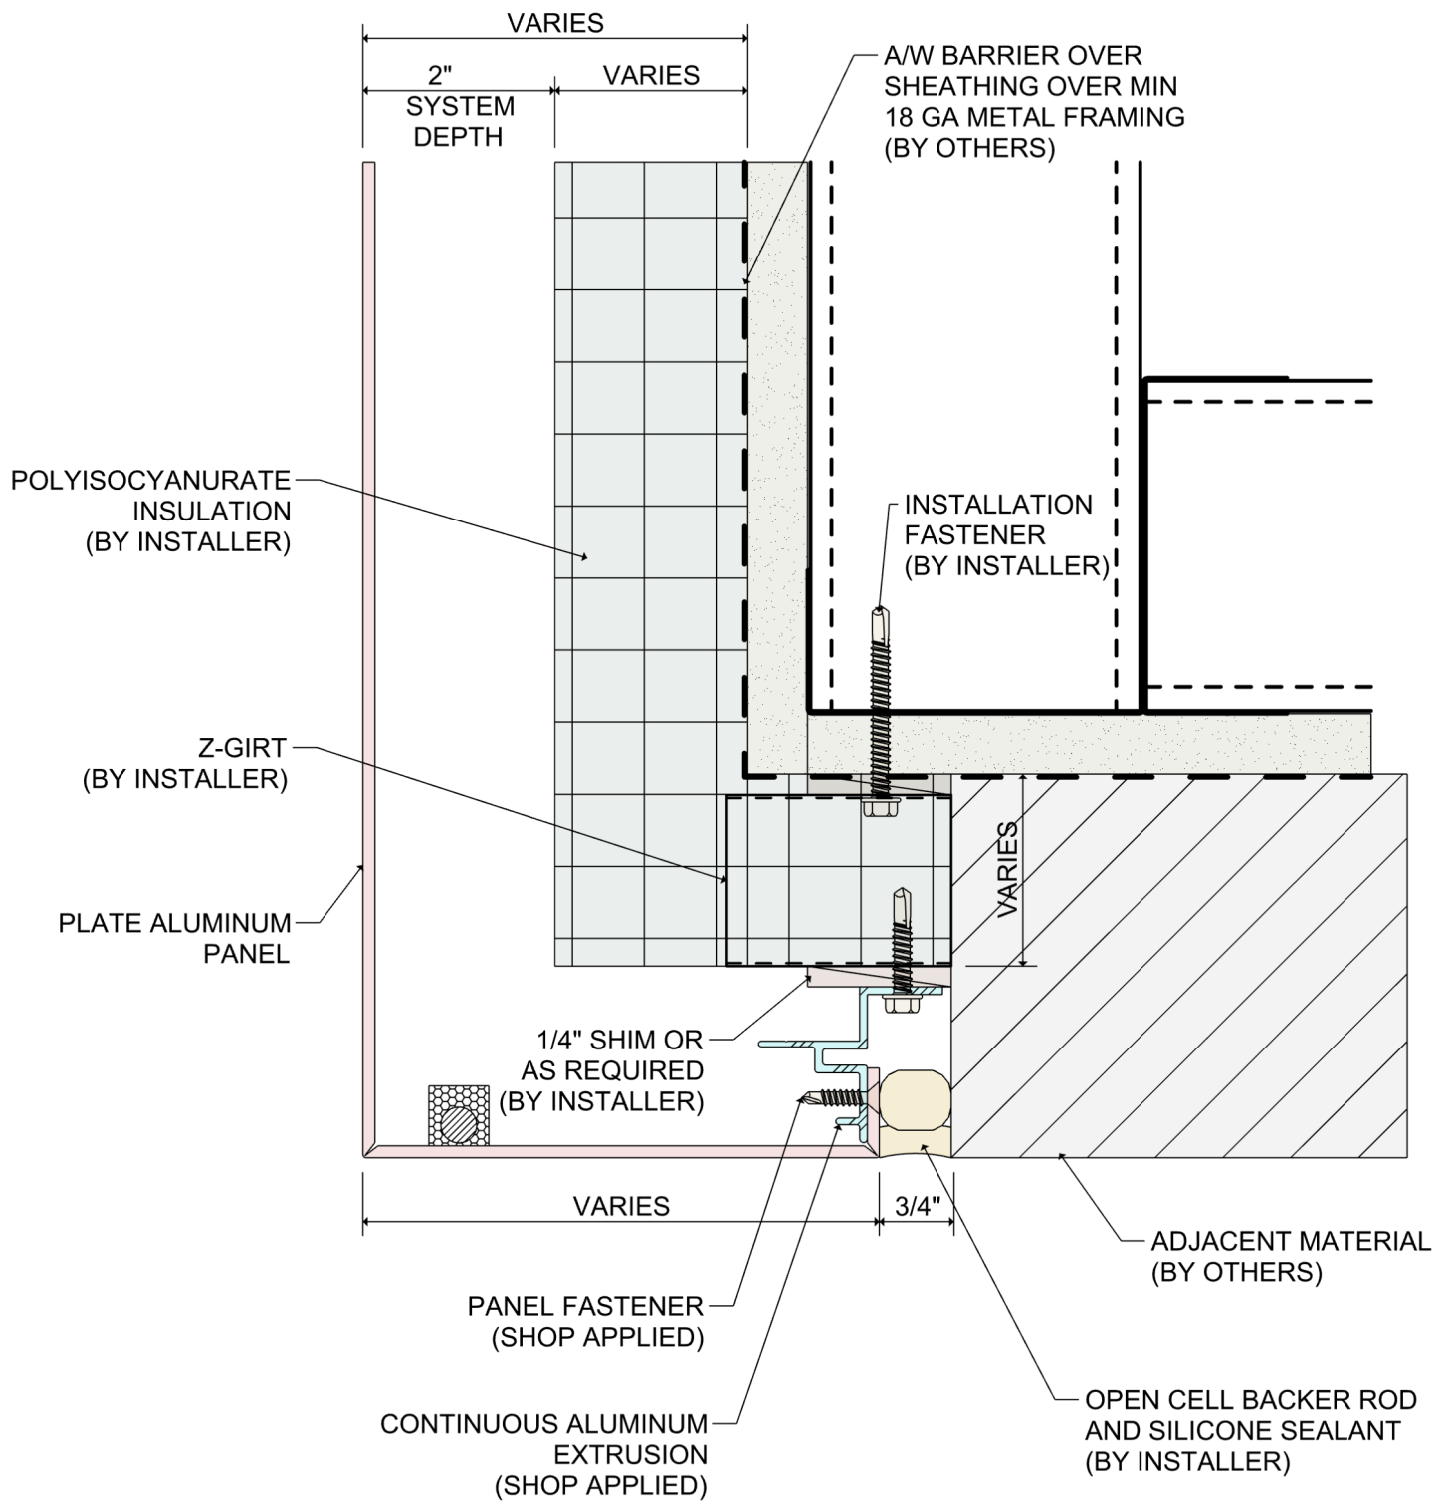 VARIES
2"
SYSTEM
DEPTH
VARIES
A/W BARRIER OVER
SHEATHING OVER MIN
18 GA METAL FRAMING
(BY OTHERS)
POLYISOCYANURATE
INSULATION
(BY INSTALLER)
INSTALLATION
FASTENER
(BY INSTALLER)
Z-GIRT
(BY INSTALLER)
VARIES
PLATE ALUMINUM
PANEL
1/4" SHIM OR
AS REQUIRED
(BY INSTALLER)
VARIES
3/4"
ADJACENT MATERIAL
(BY OTHERS)
PANEL FASTENER
(SHOP APPLIED)
OPEN CELL BACKER ROD
AND SILICONE SEALANT
(BY INSTALLER)
CONTINUOUS ALUMINUM
EXTRUSION
(SHOP APPLIED)